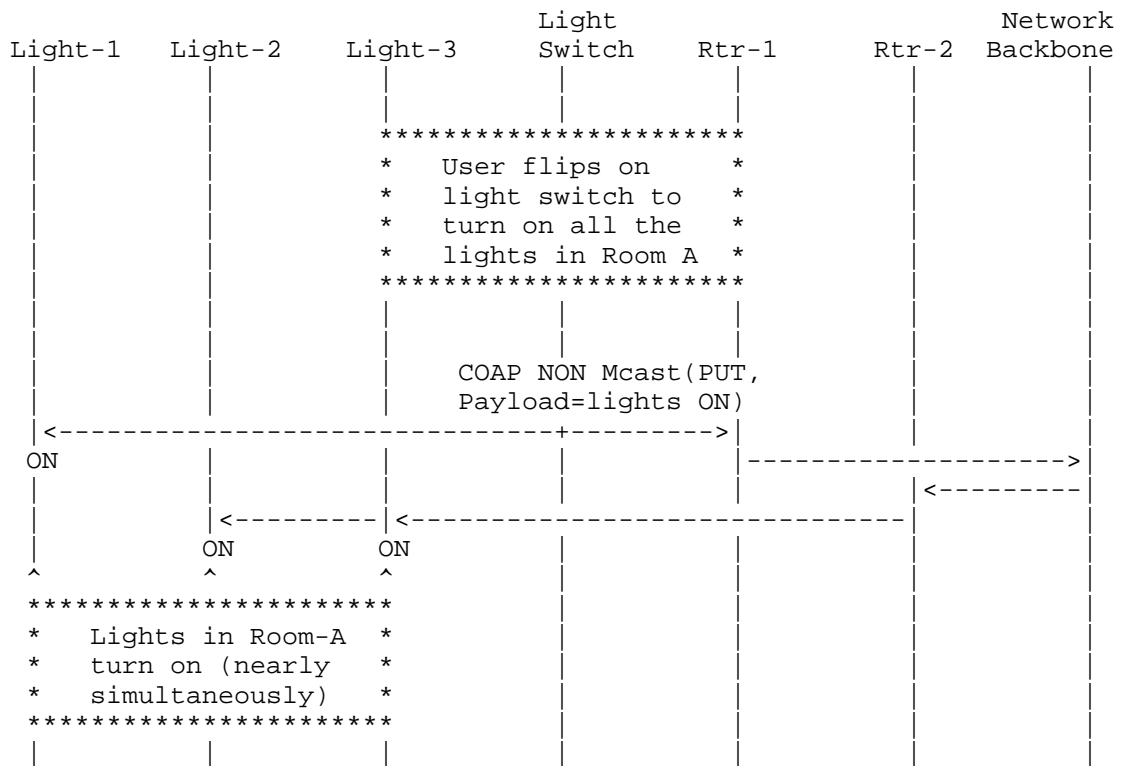 Light Network
Light-1 Light-2 Light-3 Switch Rtr-1 Rtr-2 Backbone
| | | | | | |
| | | | | | |
| | *********************** | |
| | * User flips on * | |
| | * light switch to * | |
| | * turn on all the * | |
| | * lights in Room A * | |
| | *********************** | |
| | | | | | |
| | | | | | |
| | | COAP NON Mcast(PUT, | |
| | | Payload=lights ON) | |
|<--------------------------------+--------->| | |
ON | | | |-------------------->|
| | | | | |<---------|
| |<---------|<-------------------------------| |
| ON ON | | | |
^ ^ ^ | | | |
*********************** | | | |
* Lights in Room-A * | | | |
* turn on (nearly * | | | |
* simultaneously) * | | | |
*********************** | | | |
| | | | | | |